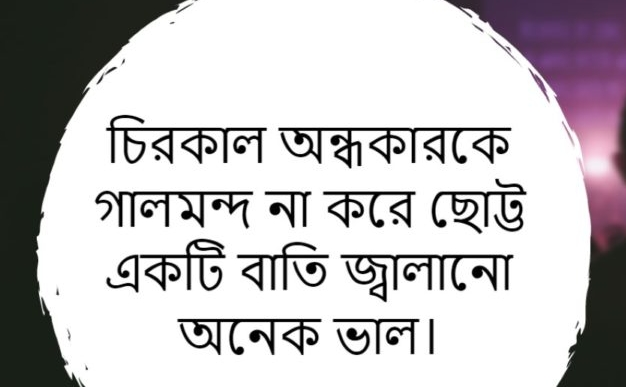 চিরকাল অন্ধকারকে
গালমন্দ না করে ছোট্ট
একটি বাতি জ্বালানো
অনেক ভাল।